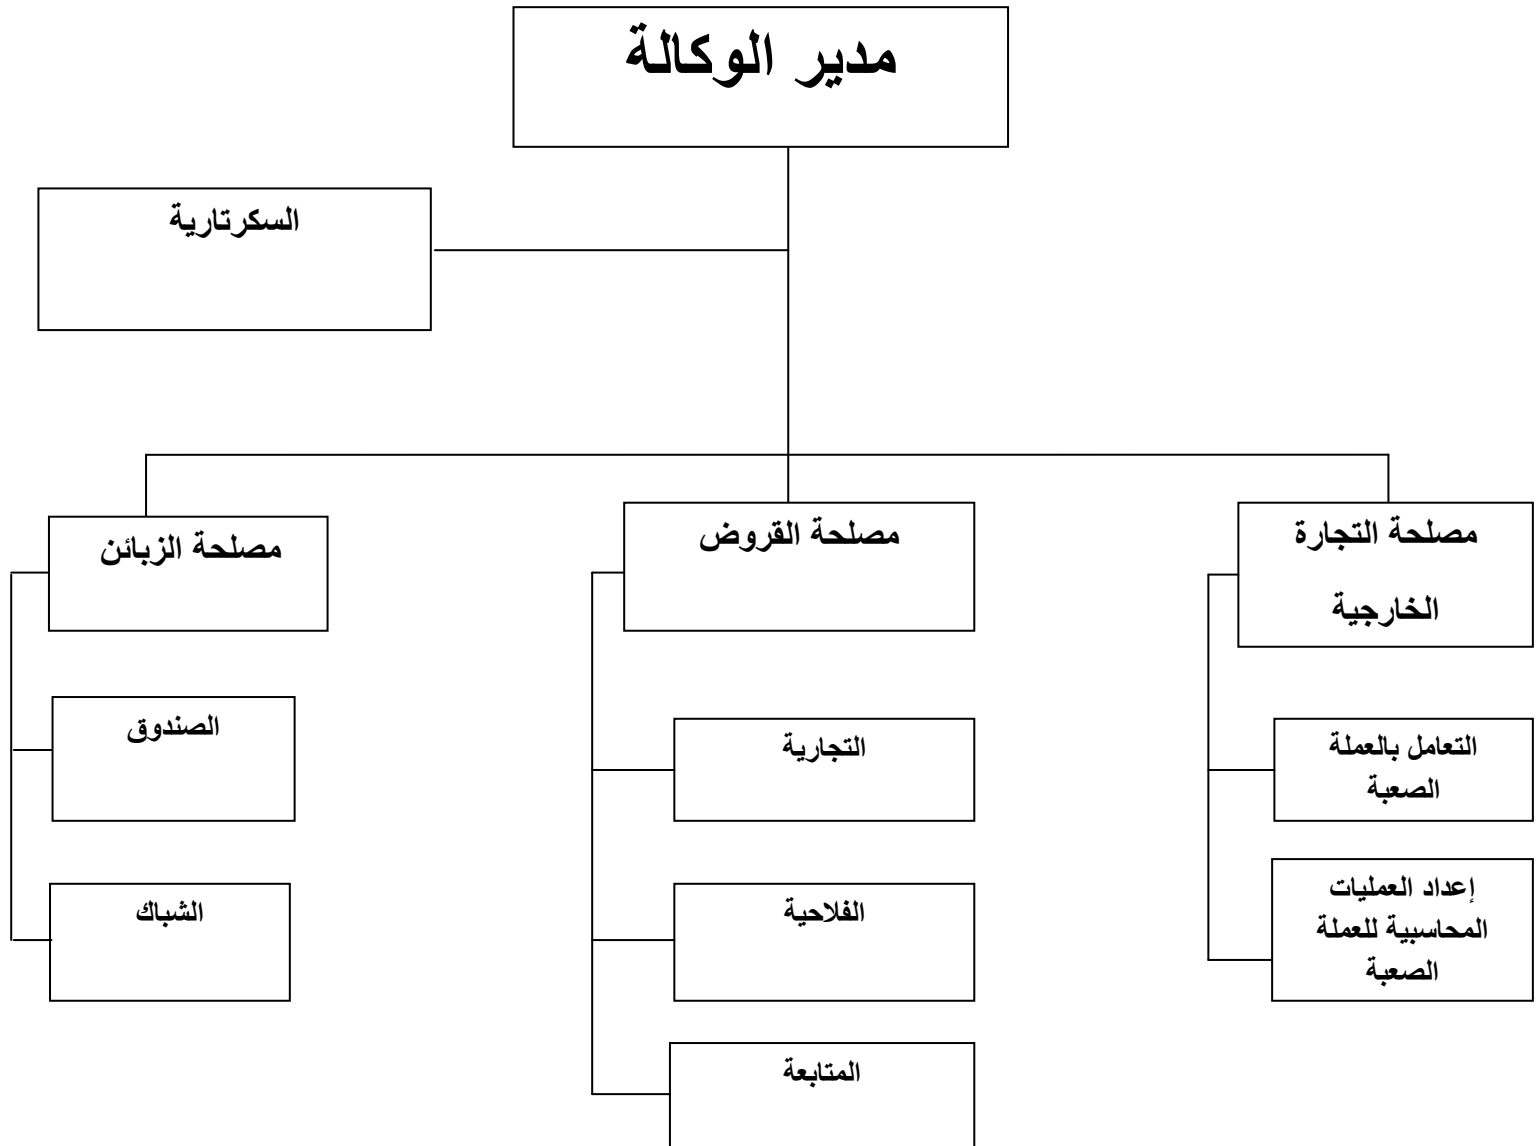 مدير الوكالة
السكرتارية
مصلحة التجارة
الخارجية
التعامل بالعملة
الصعبة
إعداد العمليات
المحاسبية للعملة
الصعبة
مصلحة القروض
التجارية
الفلاحية
المتابعة
مصلحة الزبائن
الصندوق
الشباك